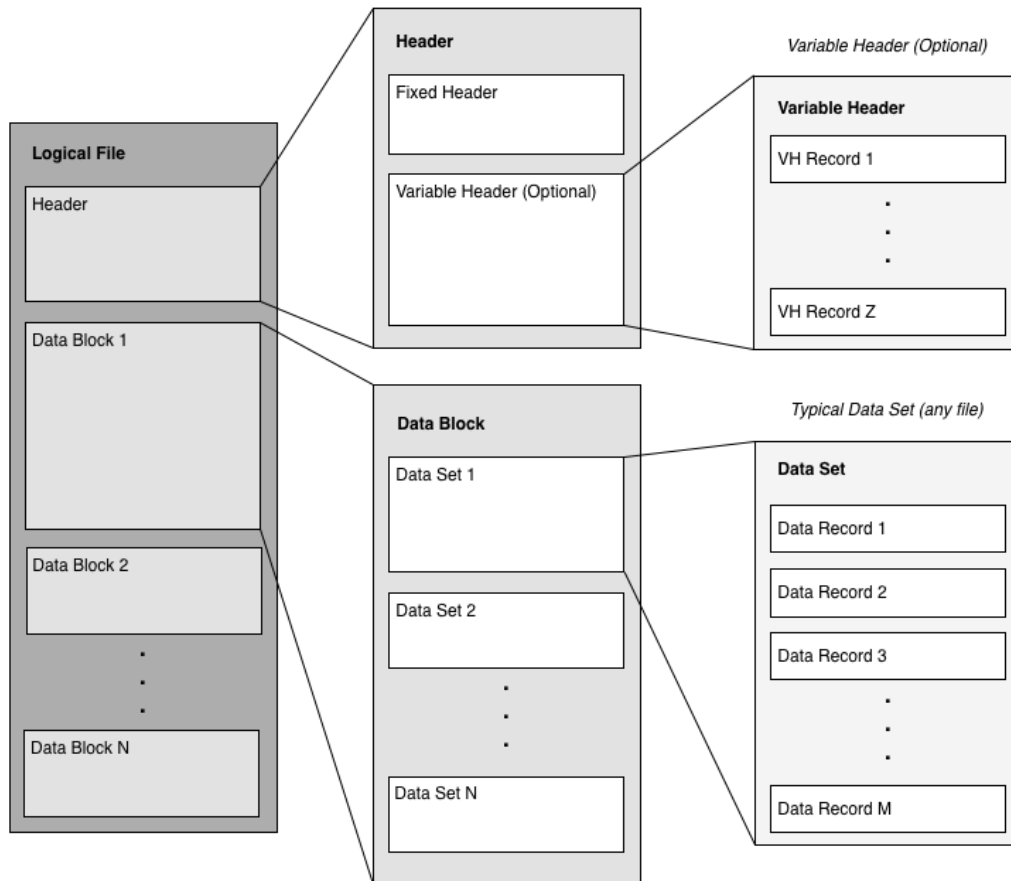 Logical File
Header
Data Block 1
Data Block 2
Data Block N
Header
Fixed Header
Variable Header (Optional)
Data Block
Data Set 1
Data Set 2
Data Set N
Variable Header (Optional)
Variable Header
VH Record 1
VH Record Z
Typical Data Set (any file)
Data Set
Data Record 1
Data Record 2
Data Record 3
Data Record M